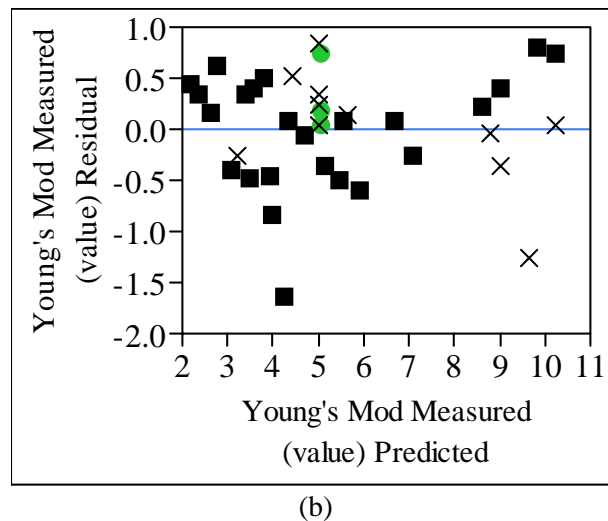 Young's Mod Measured
(value) Residual
1.0
0.5
0.0
-0.5
-1.0
-1.5
-2.0
2 3 4 5 6 7 8 9 10 11
Young's Mod Measured
(value) Predicted
(b)